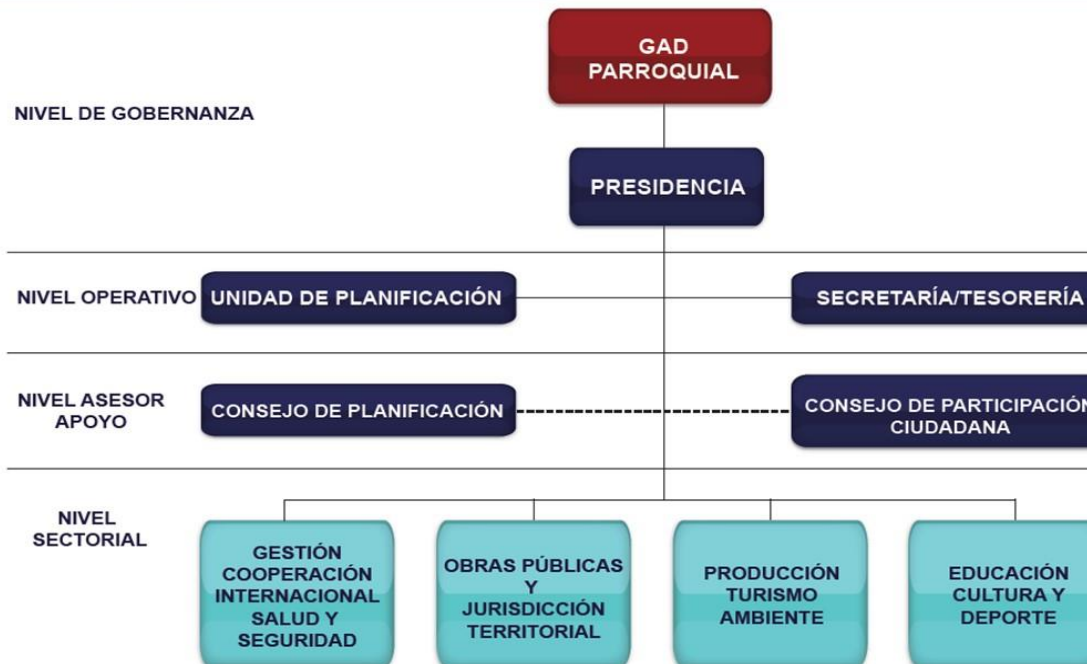 GAD
PARROQUIAL
NIVEL DE GOBERNANZA
PRESIDENCIA
NIVEL OPERATIVO
UNIDAD DE PLANIFICACIÓN
SECRETARÍA/TESORERÍA
NIVEL ASESOR
APOYO
CONSEJO DE PLANIFICACIÓN
CONSEJO DE PARTICIPACIÓN
CIUDADANA
NIVEL
SECTORIAL
GESTIÓN
COOPERACIÓN
INTERNACIONAL
SALUD Y
SEGURIDAD
OBRAS PÚBLICAS
Y
JURISDICCIÓN
TERRITORIAL
PRODUCCIÓN
TURISMO
AMBIENTE
EDUCACIÓN
CULTURA Y
DEPORTE